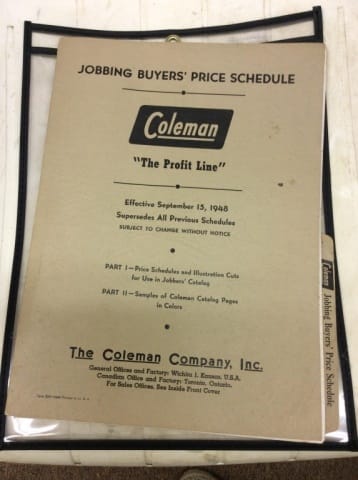 JOBBING BUYERS' PRICE SCHEDULE
Coleman
"The Profit Line"
Effective September 15, 1948
Supersedes All Previous Schedules
SUBJECT TO CHANGE WITHOUT NOTICE
PART I—Price Schedules and Illustration Cuts
for Use in Jobbers' Catalog
PART II—Samples of Coleman Catalog Pages
in Colors
The Coleman Company, Inc.
General Offices and Factory: Wichita 1, Kansas, U.S.A.
Canadian Office and Factory: Toronto, Ontario.
For Sales Offices, See Inside Front Cover
Coleman
Jobbing Buyers' Price Schedule